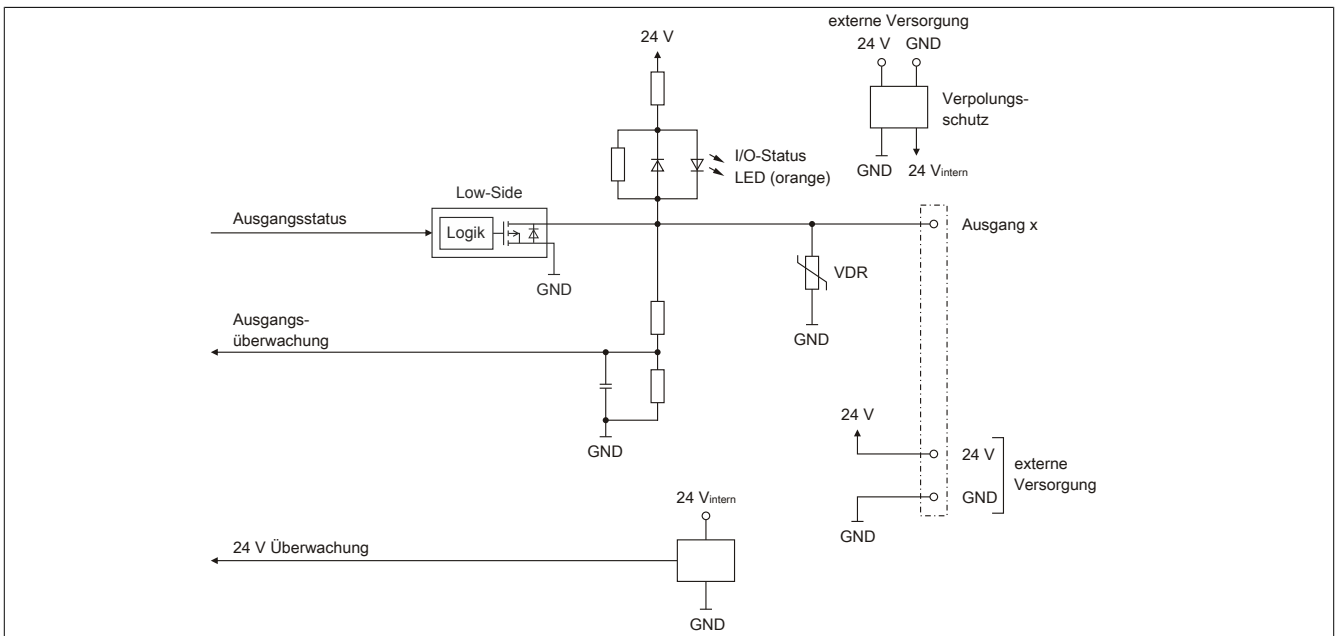 externe Versorgung
24 V GND
Verpolungs-
schutz
GND 24 Vintern
24 V
I/O-Status
LED (orange)
Low-Side
Ausgangsstatus
Logik
GND
Ausgang x
VDR
GND
Ausgangs-
überwachung
GND
24 V
24 V
GND
externe
Versorgung
GND
24 Vintern
24 V Überwachung
GND